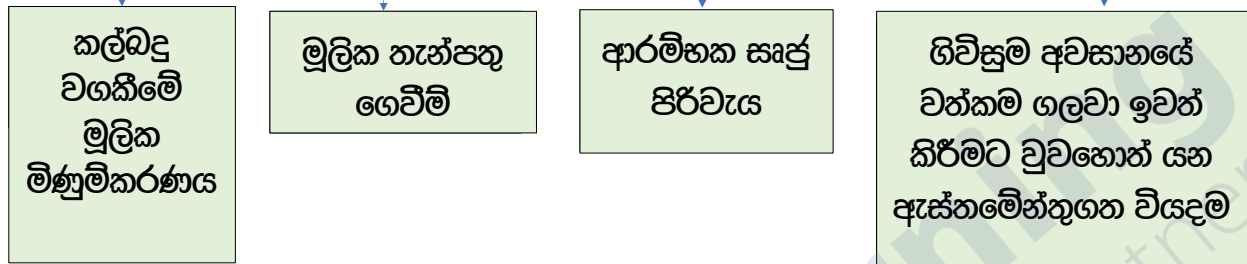 කල්බදු
වගකීමේ
මූලික
මිණුම්කරණය
මූලික තැන්පතු
ගෙවීම්
ආරම්භක සෘජු
පිරිවැය
ගිවිසුම අවසානයේ
වත්කම ගලවා ඉවත්
කිරීමට වුවහොත් යන
ඇස්තමේන්තුගත වියදම